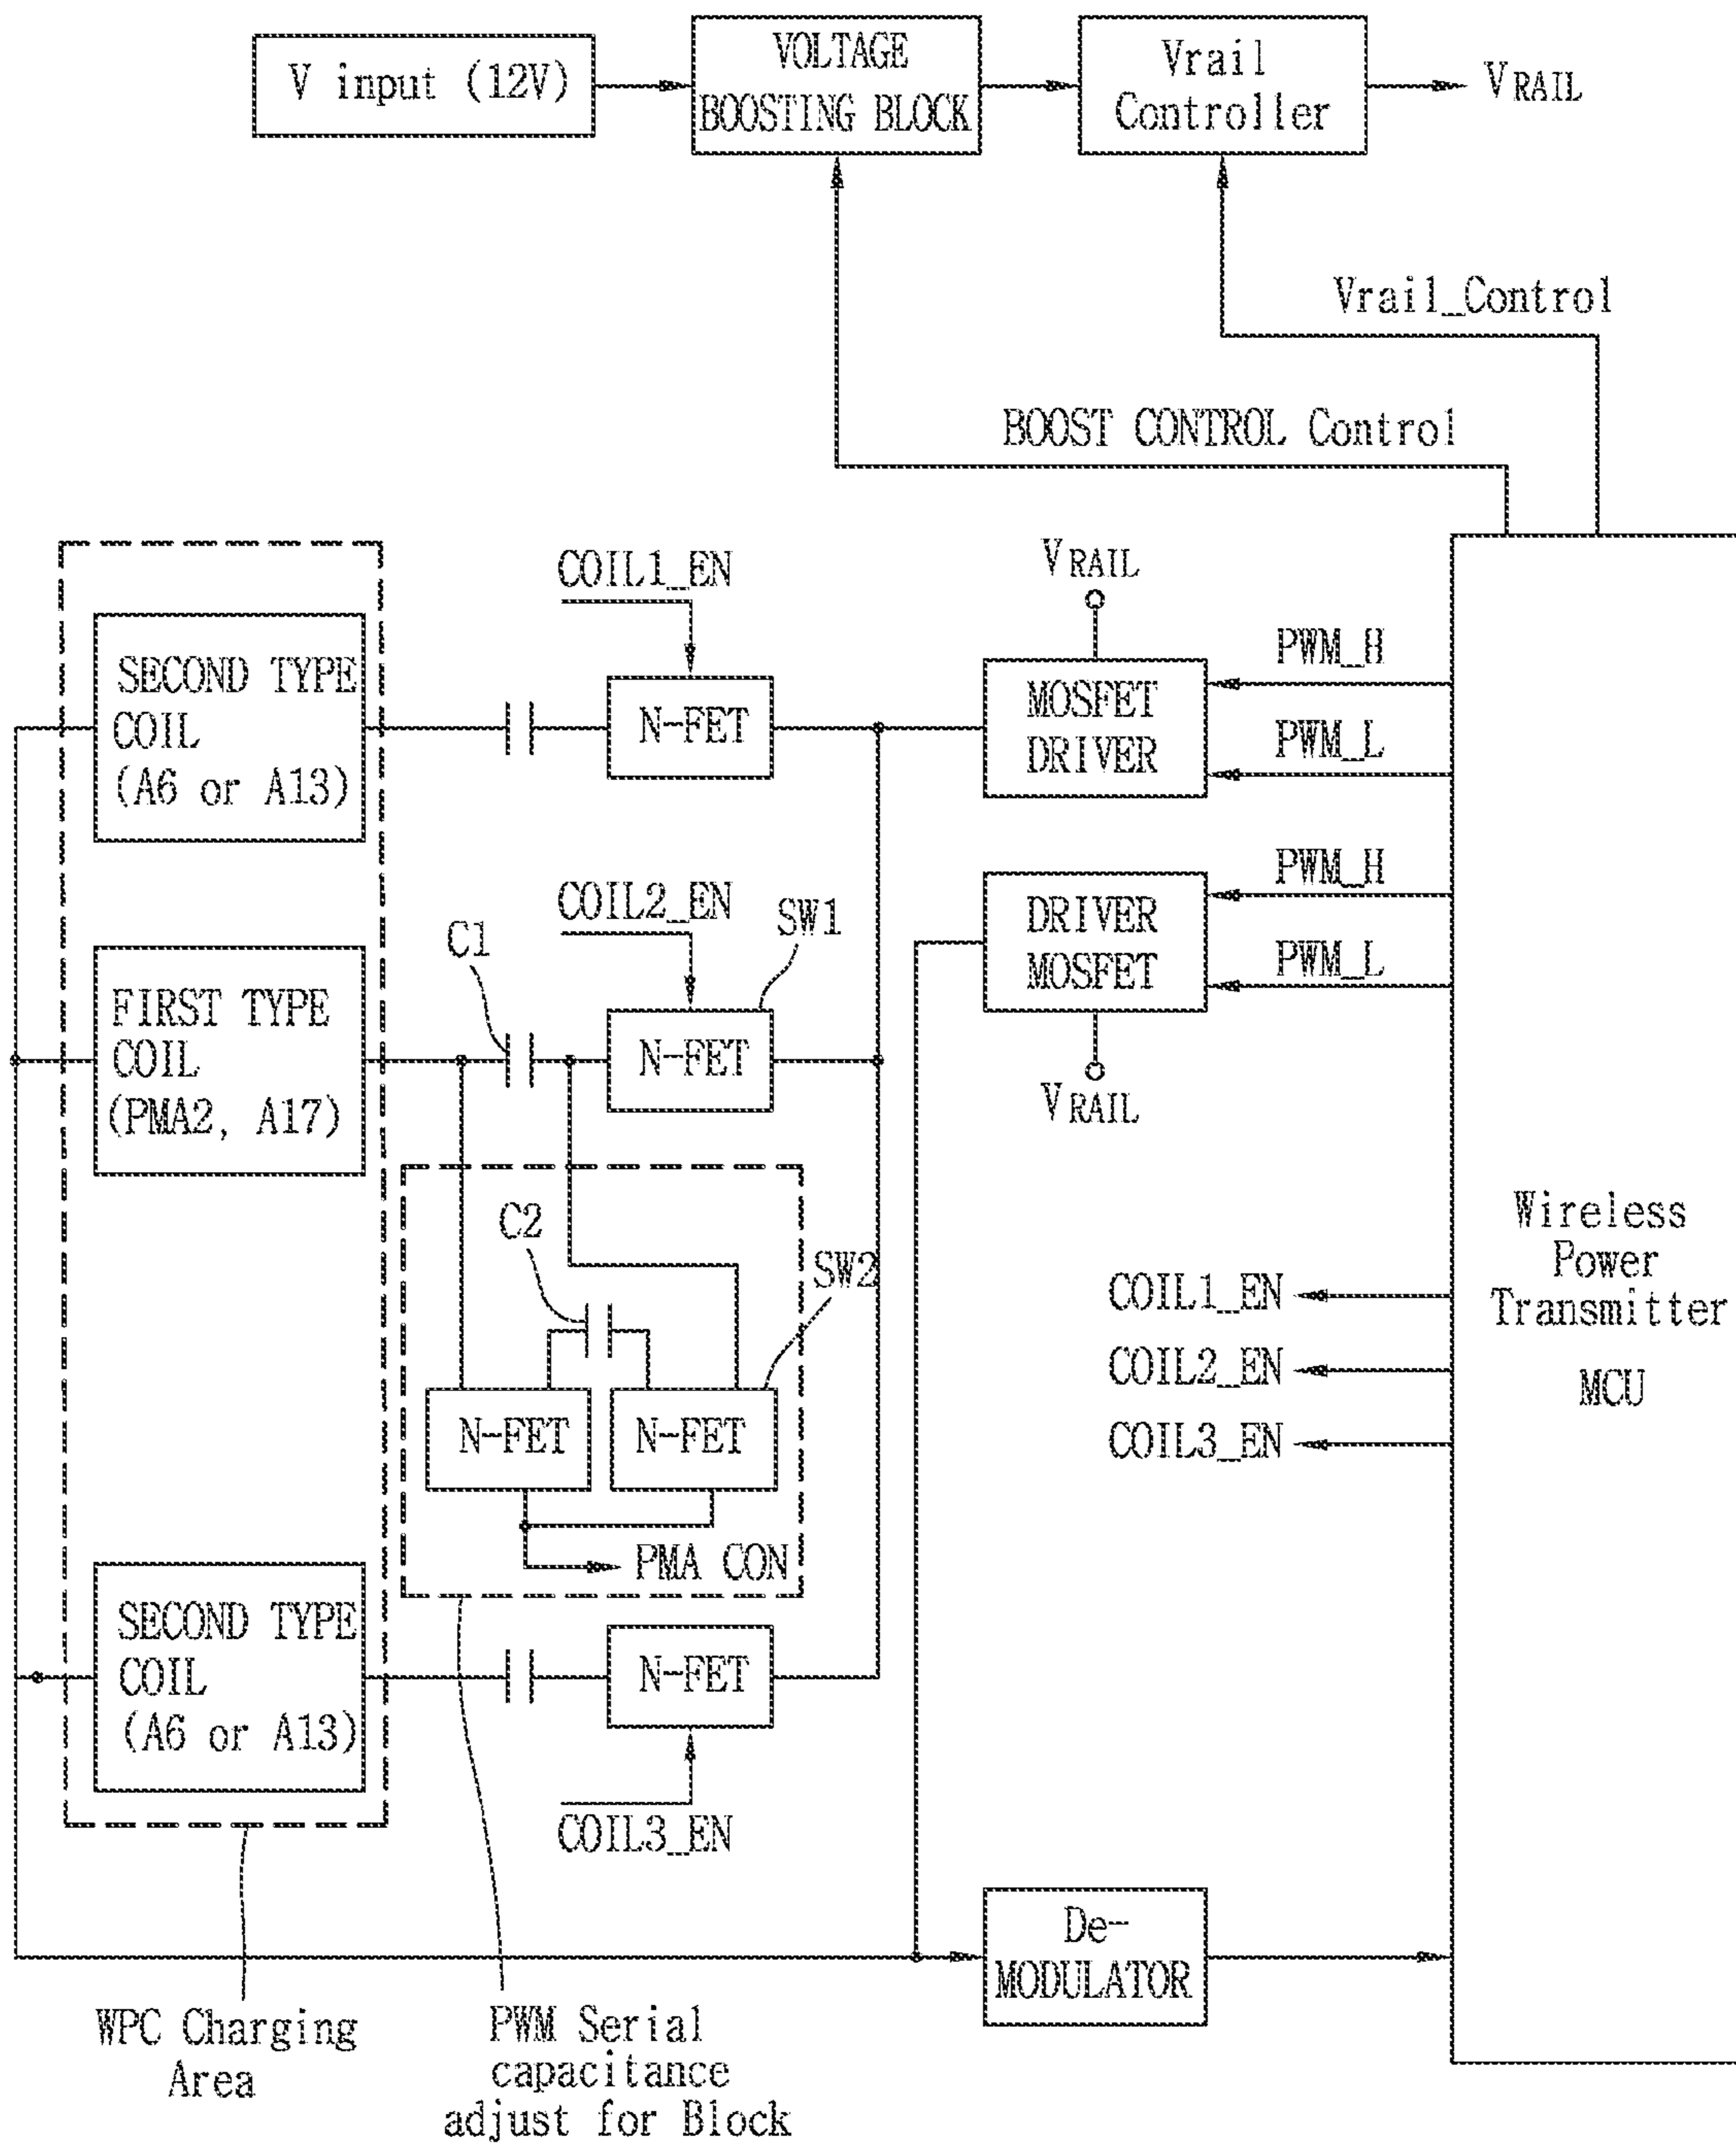 V input (12V)
VOLTAGE
BOOSTING BLOCK
Vrail
Controller
VRAIL
Vrail_Control
BOOST CONTROL Control
COIL1_EN
VRAIL
SECOND TYPE
COIL
(A6 or A13)
N-FET
MOSFET
DRIVER
PWM_H
PWM_L
COIL2_EN
SW1
C1
DRIVER
MOSFET
PWM_H
PWM_L
FIRST TYPE
COIL
(PMA2, A17)
N-FET
VRAIL
C2
SW2
N-FET
N-FET
PMA CON
Wireless
Power
Transmitter
MCU
COIL1_EN
COIL2_EN
COIL3_EN
SECOND TYPE
COIL
(A6 or A13)
N-FET
COIL3_EN
De-
MODULATOR
WPC Charging
Area
PWM Serial
capacitance
adjust for Block